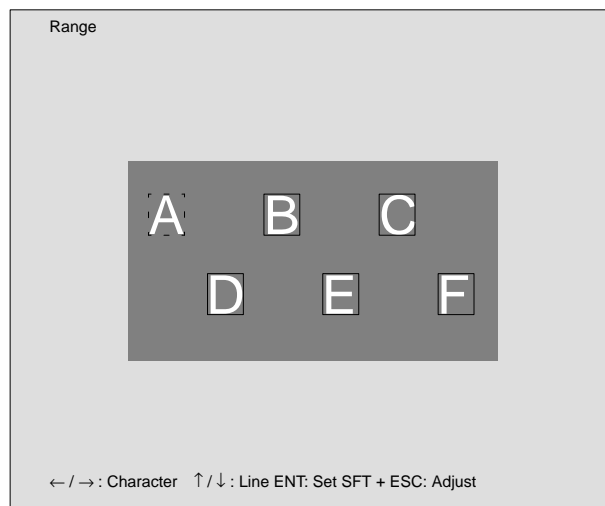 Range
A B C
D E F
← / → : Character ↑ / ↓ : Line ENT: Set SFT + ESC: Adjust